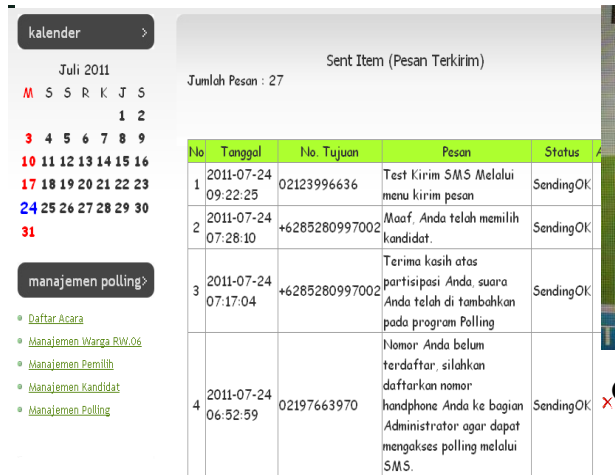 kalender >
Juli 2011
M S S R K J S
1 2
3 4 5 6 7 8 9
10 11 12 13 14 15 16
17 18 19 20 21 22 23
24 25 26 27 28 29 30
31
manajemen polling>
Daftar Acara
Manajemen Warga RW.06
Manajemen Pemilih
Manajemen Kandidat
Manajemen Polling
Sent Item (Pesan Terkirim)
Jumlah Pesan : 27
No Tanggal No. Tujuan Pesan Status
1 2011-07-24 09:22:25 02123996636 Test Kirim SMS Melalui
menu kirim pesan SendingOK
2 2011-07-24 07:28:10 +6285280997002 Maaf, Anda telah memilih
kandidat. SendingOK
3 2011-07-24 07:17:04 +6285280997002 Terima kasih atas
partisipasi Anda, suara
Anda telah di tambahkan
pada program Polling SendingOK
4 2011-07-24 06:52:59 02197663970 Nomor Anda belum
terdaftar, silahkan
daftarkan nomor
handphone Anda ke bagian
Administrator agar dapat
mengakses polling melalui
SMS. SendingOK